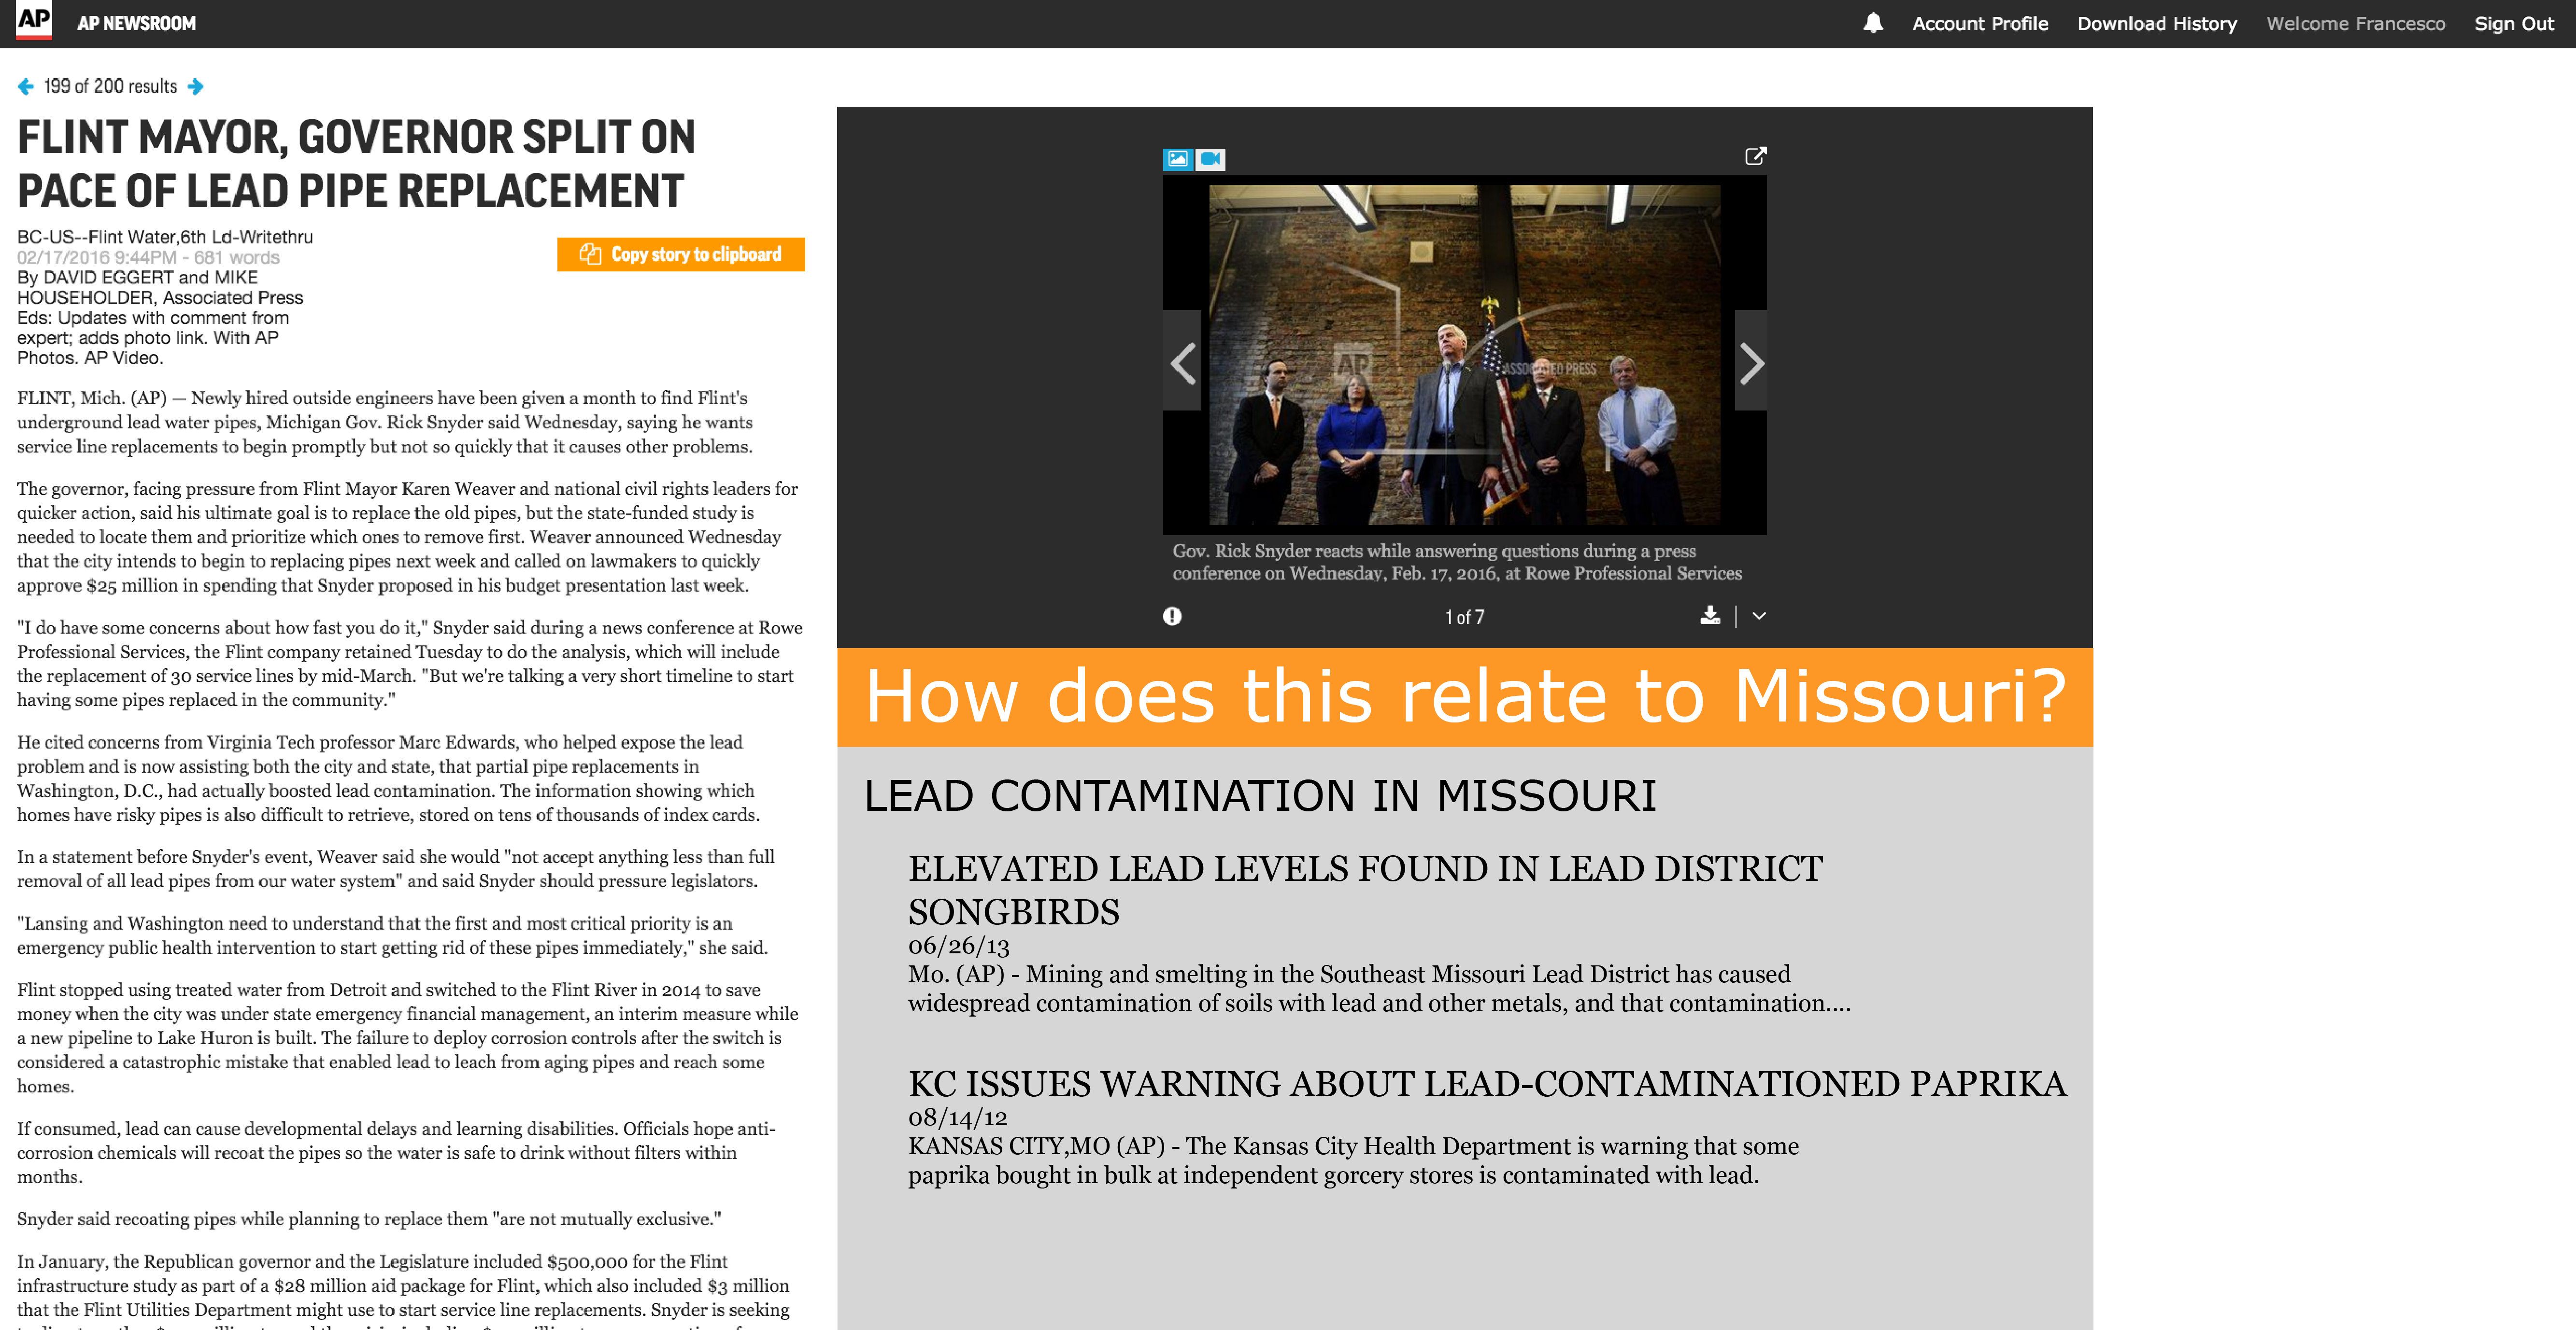 AP AP NEWSROOM Account Profile Download History Welcome Francesco Sign Out
199 of 200 results
FLINT MAYOR, GOVERNOR SPLIT ON
PACE OF LEAD PIPE REPLACEMENT
BC-US--Flint Water,6th Ld-Writethru
02/17/2016 9:44PM - 681 words
By DAVID EGGERT and MIKE
HOUSEHOLDER, Associated Press
Eds: Updates with comment from
expert; adds photo link. With AP
Photos. AP Video.
Copy story to clipboard
FLINT, Mich. (AP) — Newly hired outside engineers have been given a month to find Flint's
underground lead water pipes, Michigan Gov. Rick Snyder said Wednesday, saying he wants
service line replacements to begin promptly but not so quickly that it causes other problems.
The governor, facing pressure from Flint Mayor Karen Weaver and national civil rights leaders for
quicker action, said his ultimate goal is to replace the old pipes, but the state-funded study is
needed to locate them and prioritize which ones to remove first. Weaver announced Wednesday
that the city intends to begin to replacing pipes next week and called on lawmakers to quickly
approve $25 million in spending that Snyder proposed in his budget presentation last week.
"I do have some concerns about how fast you do it," Snyder said during a news conference at Rowe
Professional Services, the Flint company retained Tuesday to do the analysis, which will include
the replacement of 30 service lines by mid-March. "But we're talking a very short timeline to start
having some pipes replaced in the community."
He cited concerns from Virginia Tech professor Marc Edwards, who helped expose the lead
problem and is now assisting both the city and state, that partial pipe replacements in
Washington, D.C., had actually boosted lead contamination. The information showing which
homes have risky pipes is also difficult to retrieve, stored on tens of thousands of index cards.
In a statement before Snyder's event, Weaver said she would "not accept anything less than full
removal of all lead pipes from our water system" and said Snyder should pressure legislators.
"Lansing and Washington need to understand that the first and most critical priority is an
emergency public health intervention to start getting rid of these pipes immediately," she said.
Flint stopped using treated water from Detroit and switched to the Flint River in 2014 to save
money when the city was under state emergency financial management, an interim measure while
a new pipeline to Lake Huron is built. The failure to deploy corrosion controls after the switch is
considered a catastrophic mistake that enabled lead to leach from aging pipes and reach some
homes.
If consumed, lead can cause developmental delays and learning disabilities. Officials hope anti-
corrosion chemicals will recoat the pipes so the water is safe to drink without filters within
months.
Snyder said recoating pipes while planning to replace them "are not mutually exclusive."
In January, the Republican governor and the Legislature included $500,000 for the Flint
infrastructure study as part of a $28 million aid package for Flint, which also included $3 million
that the Flint Utilities Department might use to start service line replacements. Snyder is seeking
AP ASSOCIATED PRESS
Gov. Rick Snyder reacts while answering questions during a press
conference on Wednesday, Feb. 17, 2016, at Rowe Professional Services
1 of 7
How does this relate to Missouri?
LEAD CONTAMINATION IN MISSOURI
ELEVATED LEAD LEVELS FOUND IN LEAD DISTRICT
SONGBIRDS
06/26/13
Mo. (AP) - Mining and smelting in the Southeast Missouri Lead District has caused
widespread contamination of soils with lead and other metals, and that contamination....
KC ISSUES WARNING ABOUT LEAD-CONTAMINATIONED PAPRIKA
08/14/12
KANSAS CITY,MO (AP) - The Kansas City Health Department is warning that some
paprika bought in bulk at independent gorcery stores is contaminated with lead.